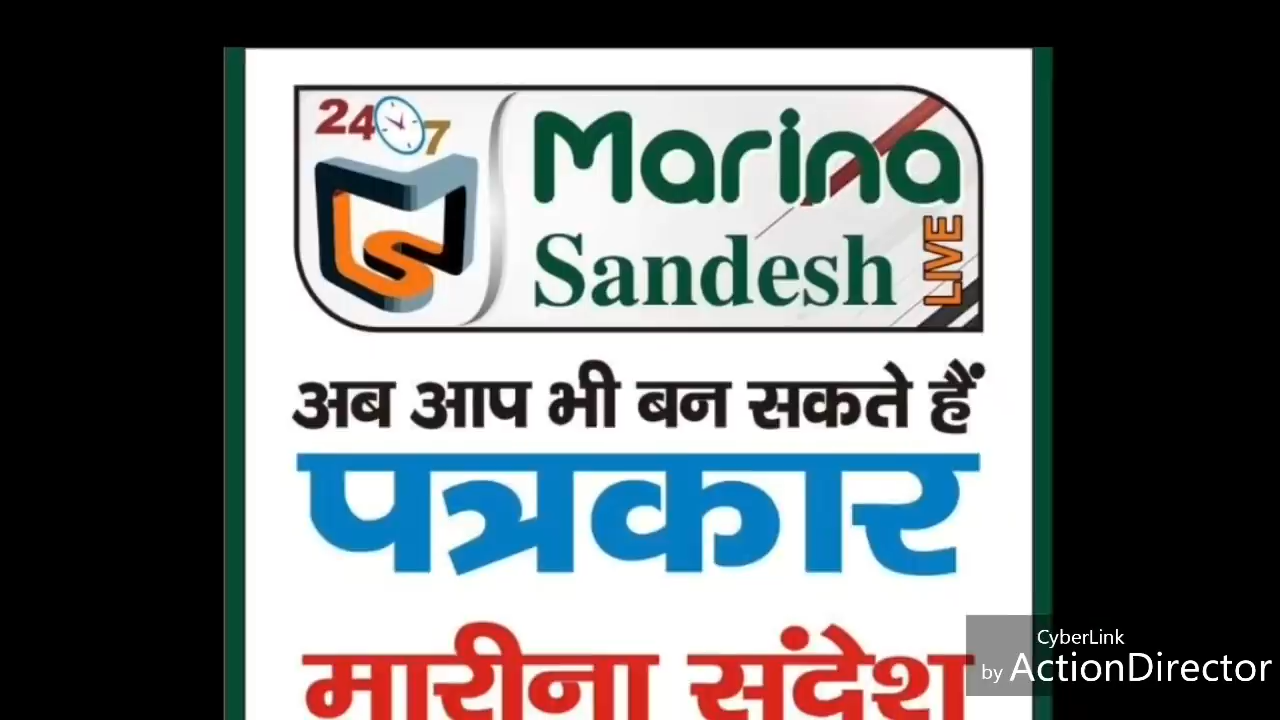 24 7
Marina
Sandesh
LIVE
अब आप भी बन सकते हैं
पत्रकार
मारीना संदेश
CyberLink
by ActionDirector